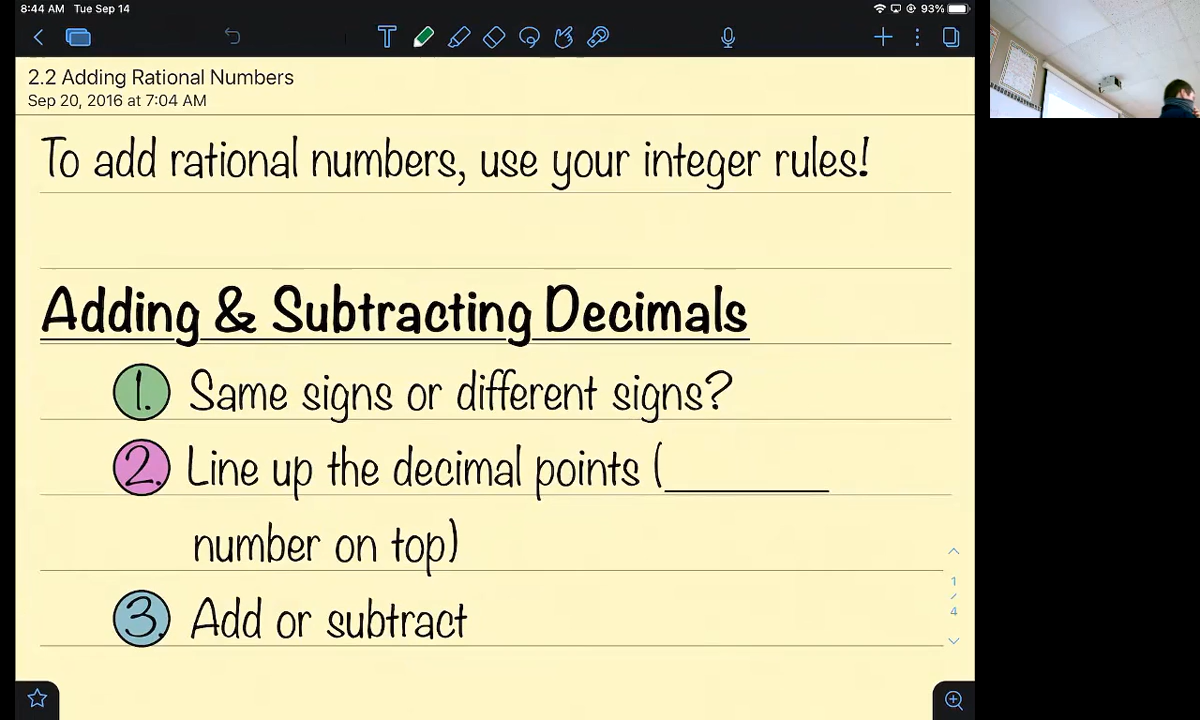 8:44 AM Tue Sep 14
93%
2.2 Adding Rational Numbers
Sep 20, 2016 at 7:04 AM
To add rational numbers, use your integer rules!
Adding & Subtracting Decimals
1. Same signs or different signs?
2. Line up the decimal points (________
number on top)
3. Add or subtract
1
/
4